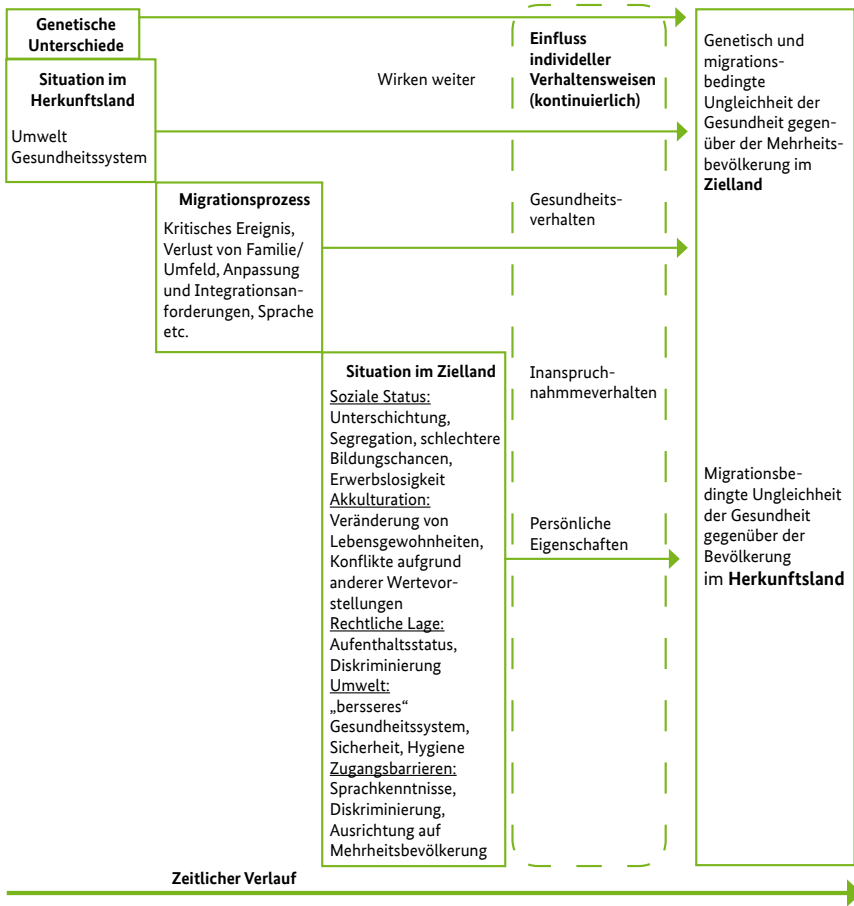 Genetische
Unterschiede
Situation im
Herkunftsland
Umwelt
Gesundheitssystem
Wirken weiter
Migrationsprozess
Kritisches Ereignis,
Verlust von Familie/
Umfeld, Anpassung
und Integrationsan-
forderungen, Sprache
etc.
Situation im Zielland
Soziale Status:
Unterschichtung,
Segregation, schlechtere
Bildungschancen,
Erwerbslosigkeit
Akkulturation:
Veränderung von
Lebensgewohnheiten,
Konflikte aufgrund
anderer Wertevor-
stellungen
Rechtliche Lage:
Aufenthaltsstatus,
Diskriminierung
Umwelt:
„bersseres“
Gesundheitssystem,
Sicherheit, Hygiene
Zugangsbarrieren:
Sprachkenntnisse,
Diskriminierung,
Ausrichtung auf
Mehrheitsbevölkerung
Einfluss
individeller
Verhaltensweisen
(kontinuierlich)
Gesundheits-
verhalten
Inanspruch-
nahmmeverhalten
Persönliche
Eigenschaften
Genetisch und
migrations-
bedingte
Ungleichheit der
Gesundheit gegen-
über der Mehrheits-
bevölkerung im
Zielland
Migrationsbe-
dingte Ungleichheit
der Gesundheit
gegenüber der
Bevölkerung
im Herkunftsland
Zeitlicher Verlauf